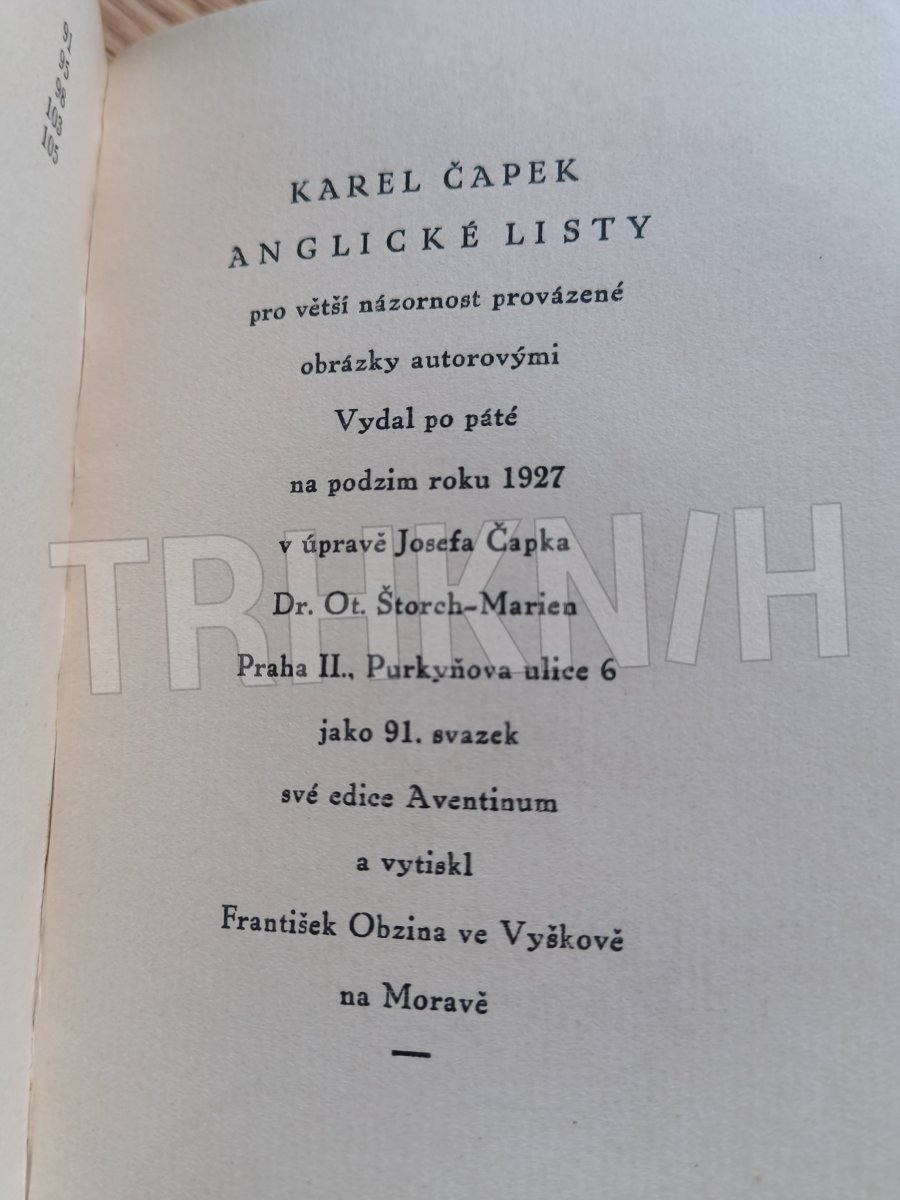 91
95
98
103
105
KAREL ČAPEK
ANGLICKÉ LISTY
pro větší názornost provázené
obrázky autorovými
Vydal po páté
na podzim roku 1927
v úpravě Josefa Čapka
Dr. Ot. Štorch-Marien
Praha II., Purkyňova ulice 6
jako 91. svazek
své edice Aventinum
a vytiskl
František Obzina ve Vyškově
na Moravě
TRHKN/H